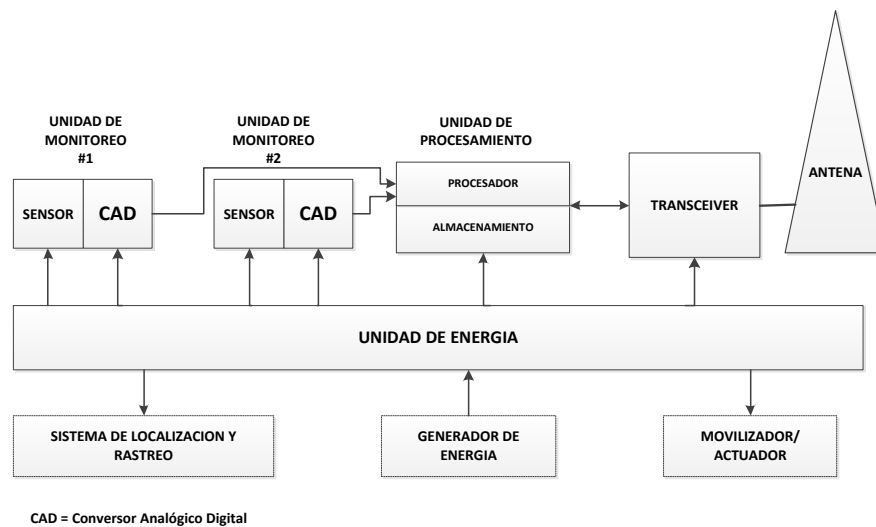 UNIDAD DE
MONITOREO
#1
UNIDAD DE
MONITOREO
#2
UNIDAD DE
PROCESAMIENTO
SENSOR
CAD
SENSOR
CAD
PROCESADOR
ALMACENAMIENTO
TRANSCEIVER
ANTENA
UNIDAD DE ENERGIA
SISTEMA DE LOCALIZACION Y
RASTREO
GENERADOR DE
ENERGIA
MOVILIZADOR/
ACTUADOR
CAD = Conversor Analógico Digital